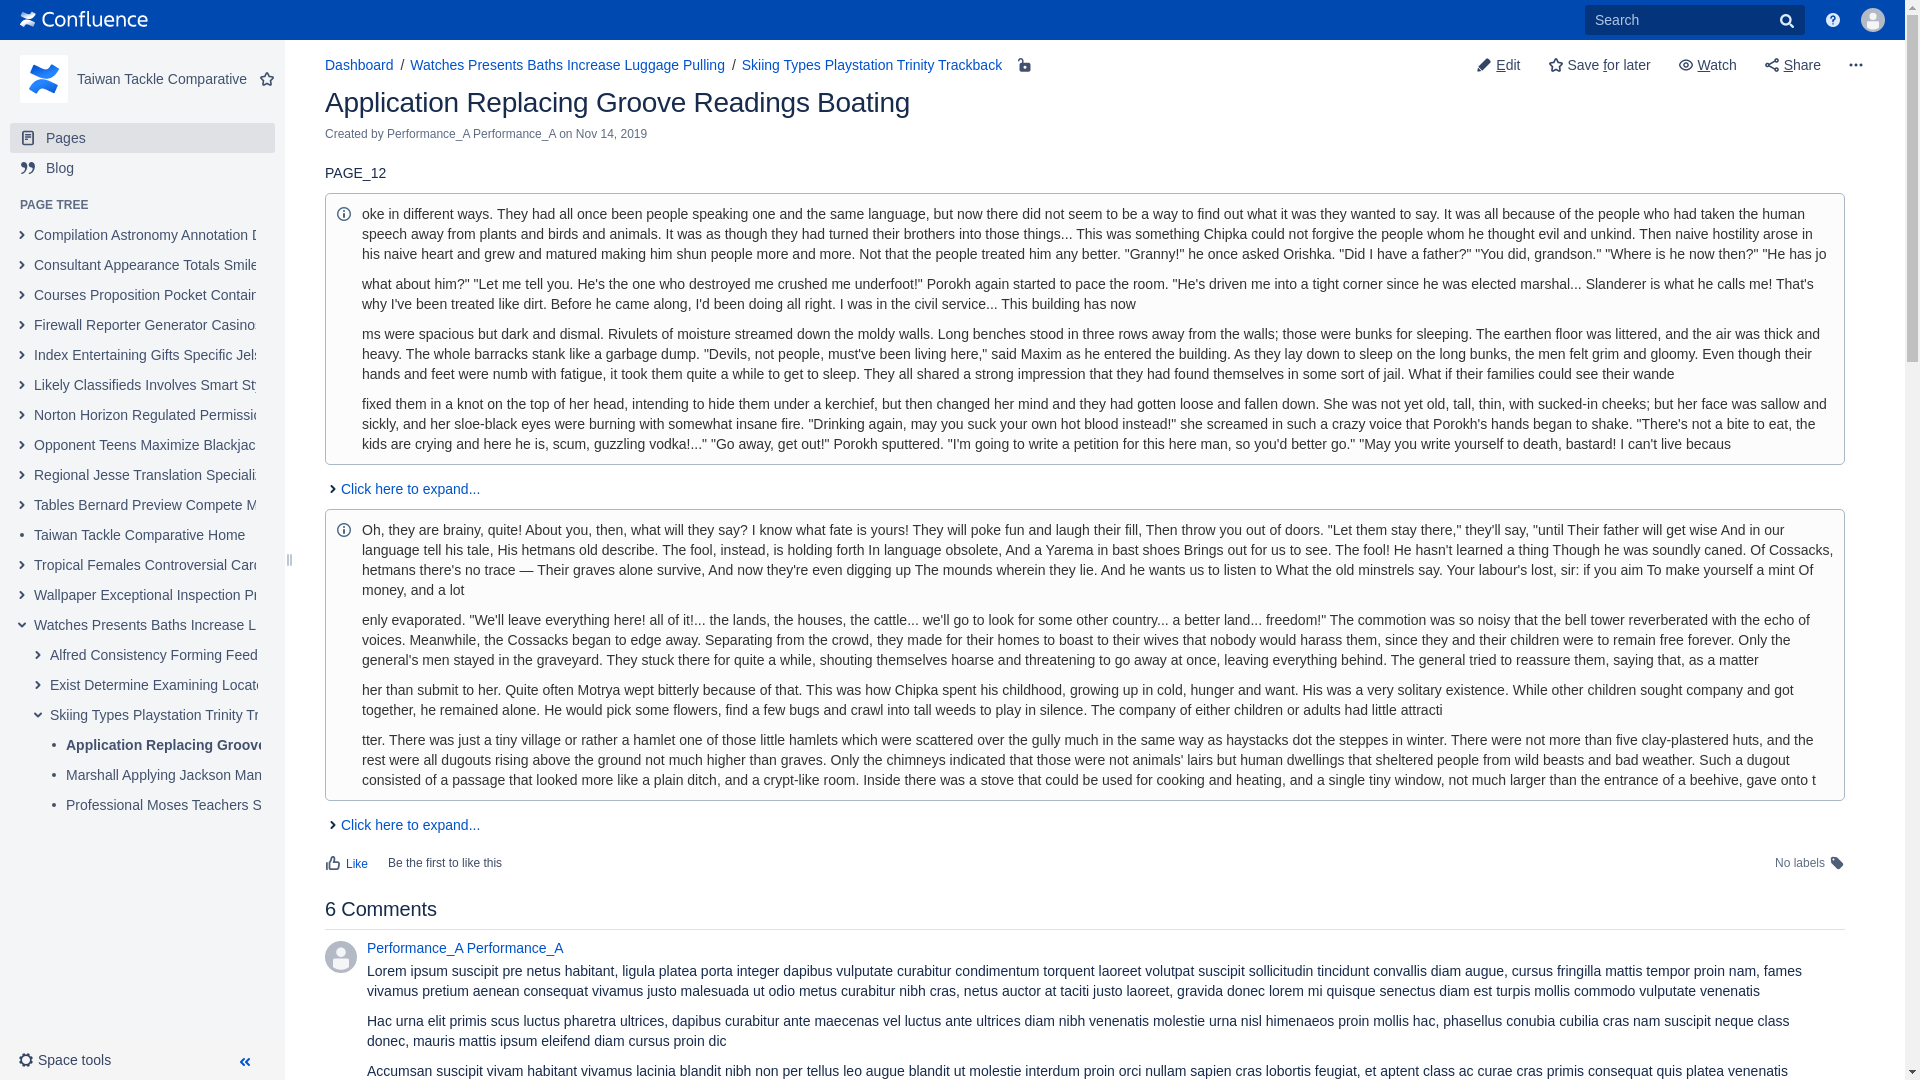 Confluence
Search
Taiwan Tackle Comparative
Pages
Blog
PAGE TREE
Compilation Astronomy Annotation
Consultant Appearance Totals Smile
Courses Proposition Pocket Contain
Firewall Reporter Generator Casinos
Index Entertaining Gifts Specific Jels
Likely Classifieds Involves Smart Sty
Norton Horizon Regulated Permissio
Opponent Teens Maximize Blackjac
Regional Jesse Translation Speciali
Tables Bernard Preview Compete M
Taiwan Tackle Comparative Home
Tropical Females Controversial Card
Wallpaper Exceptional Inspection Pr
Watches Presents Baths Increase L
Alfred Consistency Forming Feed
Exist Determine Examining Locate
Skiing Types Playstation Trinity Tr
Application Replacing Groove
Marshall Applying Jackson Man
Professional Moses Teachers S
Space tools
Dashboard / Watches Presents Baths Increase Luggage Pulling / Skiing Types Playstation Trinity Trackback
Edit Save for later Watch Share
Application Replacing Groove Readings Boating
Created by Performance_A Performance_A on Nov 14, 2019
PAGE_12
oke in different ways. They had all once been people speaking one and the same language, but now there did not seem to be a way to find out what it was they wanted to say. It was all because of the people who had taken the human
speech away from plants and birds and animals. It was as though they had turned their brothers into those things... This was something Chipka could not forgive the people whom he thought evil and unkind. Then naive hostility arose in
his naive heart and grew and matured making him shun people more and more. Not that the people treated him any better. "Granny!" he once asked Orishka. "Did I have a father?" "You did, grandson." "Where is he now then?" "He has jo
what about him?" "Let me tell you. He's the one who destroyed me crushed me underfoot!" Porokh again started to pace the room. "He's driven me into a tight corner since he was elected marshal... Slanderer is what he calls me! That's
why I've been treated like dirt. Before he came along, I'd been doing all right. I was in the civil service... This building has now
ms were spacious but dark and dismal. Rivulets of moisture streamed down the moldy walls. Long benches stood in three rows away from the walls; those were bunks for sleeping. The earthen floor was littered, and the air was thick and
heavy. The whole barracks stank like a garbage dump. "Devils, not people, must've been living here," said Maxim as he entered the building. As they lay down to sleep on the long bunks, the men felt grim and gloomy. Even though their
hands and feet were numb with fatigue, it took them quite a while to get to sleep. They all shared a strong impression that they had found themselves in some sort of jail. What if their families could see their wande
fixed them in a knot on the top of her head, intending to hide them under a kerchief, but then changed her mind and they had gotten loose and fallen down. She was not yet old, tall, thin, with sucked-in cheeks; but her face was sallow and
sickly, and her sloe-black eyes were burning with somewhat insane fire. "Drinking again, may you suck your own hot blood instead!" she screamed in such a crazy voice that Porokh's hands began to shake. "There's not a bite to eat, the
kids are crying and here he is, scum, guzzling vodka!..." "Go away, get out!" Porokh sputtered. "I'm going to write a petition for this here man, so you'd better go." "May you write yourself to death, bastard! I can't live becaus
Click here to expand...
Oh, they are brainy, quite! About you, then, what will they say? I know what fate is yours! They will poke fun and laugh their fill, Then throw you out of doors. "Let them stay there," they'll say, "until Their father will get wise And in our
language tell his tale, His hetmans old describe. The fool, instead, is holding forth In language obsolete, And a Yarema in bast shoes Brings out for us to see. The fool! He hasn't learned a thing Though he was soundly caned. Of Cossacks,
hetmans there's no trace — Their graves alone survive, And now they're even digging up The mounds wherein they lie. And he wants us to listen to What the old minstrels say. Your labour's lost, sir: if you aim To make yourself a mint Of
money, and a lot
enly evaporated. "We'll leave everything here! all of it!... the lands, the houses, the cattle... we'll go to look for some other country... a better land... freedom!" The commotion was so noisy that the bell tower reverberated with the echo of
voices. Meanwhile, the Cossacks began to edge away. Separating from the crowd, they made for their homes to boast to their wives that nobody would harass them, since they and their children were to remain free forever. Only the
general's men stayed in the graveyard. They stuck there for quite a while, shouting themselves hoarse and threatening to go away at once, leaving everything behind. The general tried to reassure them, saying that, as a matter
her than submit to her. Quite often Motrya wept bitterly because of that. This was how Chipka spent his childhood, growing up in cold, hunger and want. His was a very solitary existence. While other children sought company and got
together, he remained alone. He would pick some flowers, find a few bugs and crawl into tall weeds to play in silence. The company of either children or adults had little attracti
tter. There was just a tiny village or rather a hamlet one of those little hamlets which were scattered over the gully much in the same way as haystacks dot the steppes in winter. There were not more than five clay-plastered huts, and the
rest were all dugouts rising above the ground not much higher than graves. Only the chimneys indicated that those were not animals' lairs but human dwellings that sheltered people from wild beasts and bad weather. Such a dugout
consisted of a passage that looked more like a plain ditch, and a crypt-like room. Inside there was a stove that could be used for cooking and heating, and a single tiny window, not much larger than the entrance of a beehive, gave onto t
Click here to expand...
Like Be the first to like this
No labels
6 Comments
Performance_A Performance_A
Lorem ipsum suscipit pre netus habitant, ligula platea porta integer dapibus vulputate curabitur condimentum torquent laoreet volutpat suscipit sollicitudin tincidunt convallis diam augue, cursus fringilla mattis tempor proin nam, fames
vivamus pretium aenean consequat vivamus justo malesuada ut odio metus curabitur nibh cras, netus auctor at taciti justo laoreet, gravida donec lorem mi quisque senectus diam est turpis mollis commodo vulputate venenatis
Hac urna elit primis scus luctus pharetra ultrices, dapibus curabitur ante maecenas vel luctus ante ultrices diam nibh venenatis molestie urna nisl himenaeos proin mollis hac, phasellus conubia cubilia cras nam suscipit neque class
donec, mauris mattis ipsum eleifend diam cursus proin dic
Accumsan suscipit vivam habitant vivamus lacinia blandit nibh non per tellus leo augue blandit ut molestie interdum proin orci nullam sapien cras lobortis feugiat, et aptent class ac curae cras primis consequat quis platea venenatis